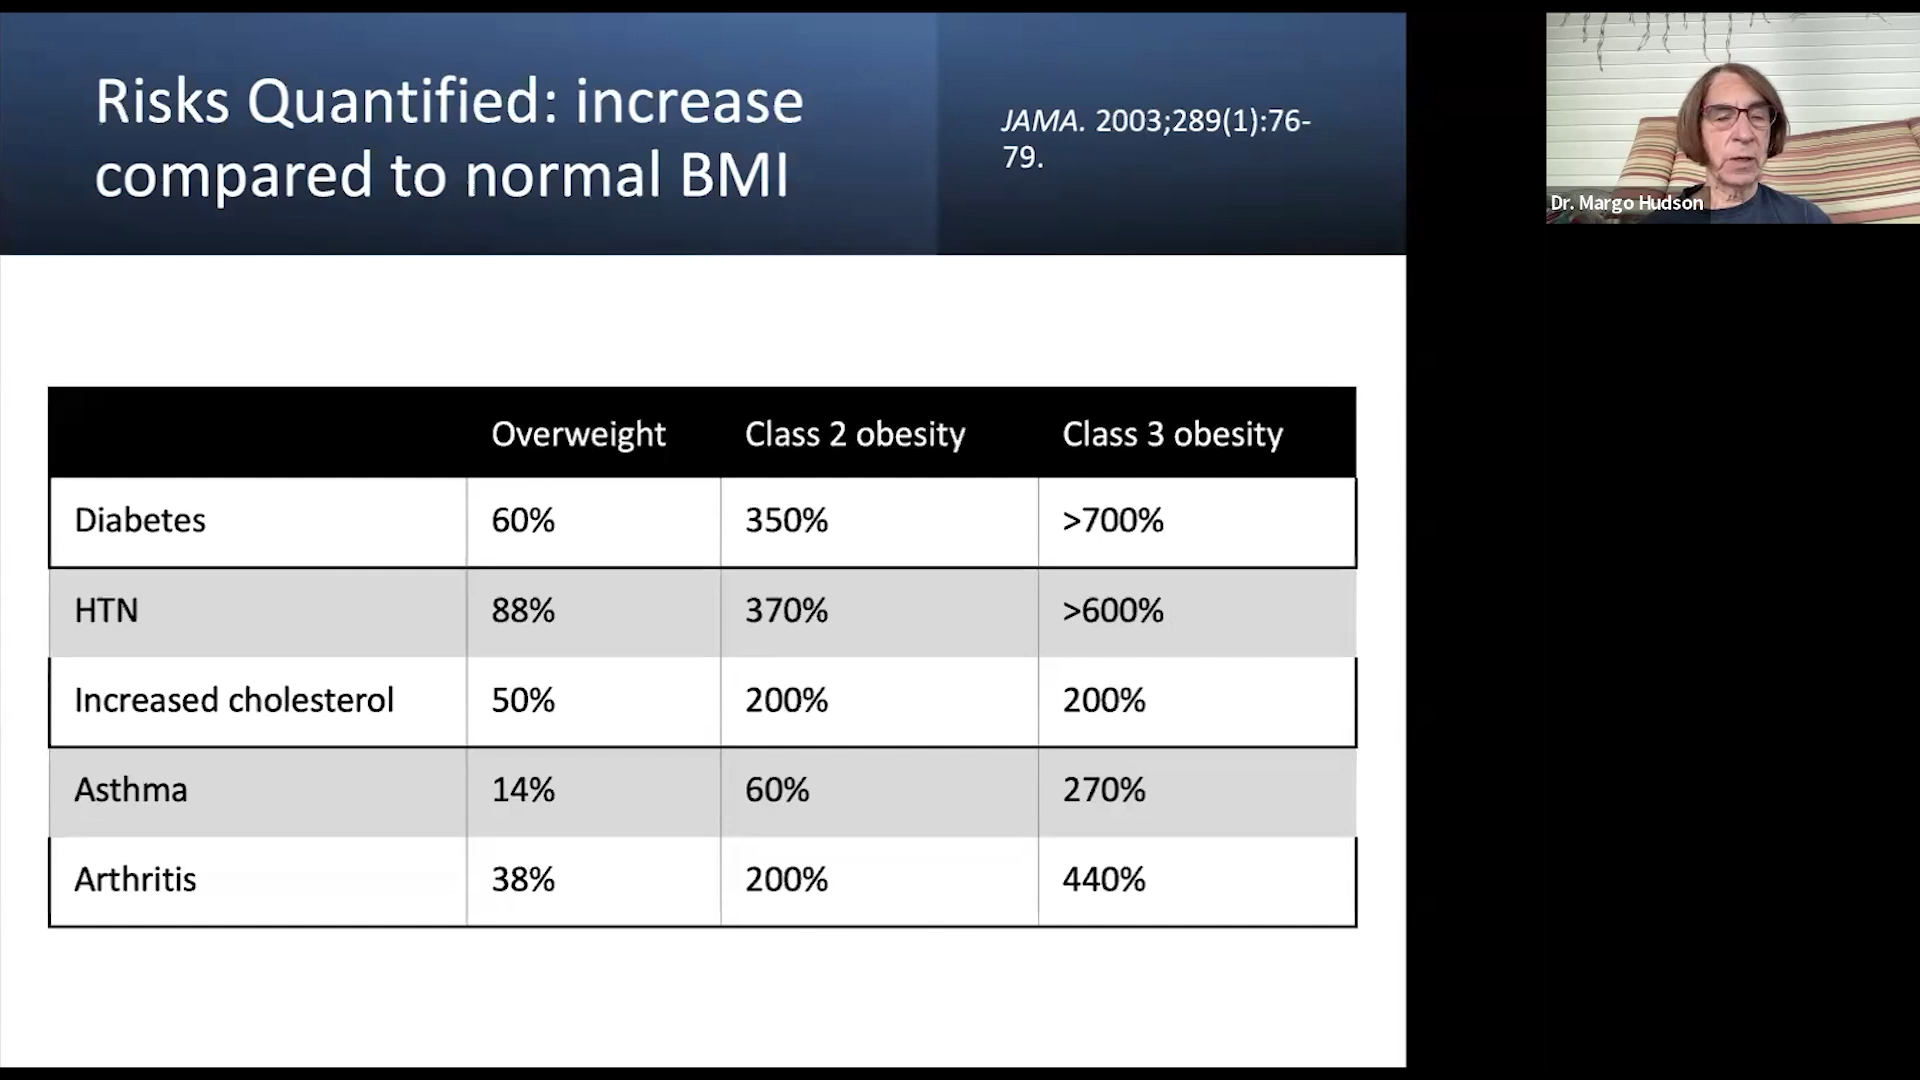 Risks Quantified: increase
compared to normal BMI
JAMA. 2003;289(1):76-
79.
Dr. Margo Hudson
Overweight Class 2 obesity Class 3 obesity
Diabetes 60% 350% >700%
HTN 88% 370% >600%
Increased cholesterol 50% 200% 200%
Asthma 14% 60% 270%
Arthritis 38% 200% 440%